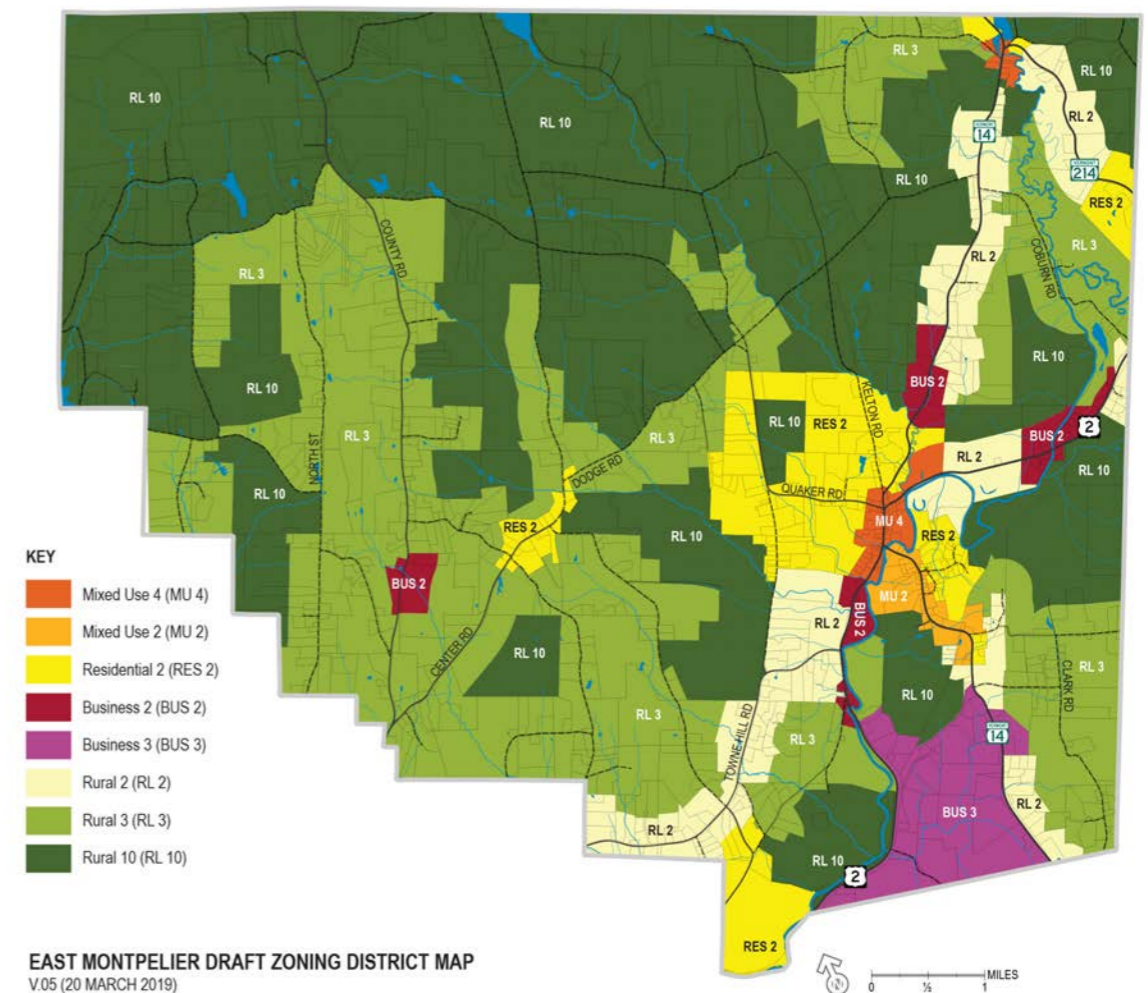 RL 3
RL 10
RL 10
RL 10
RL 2
VERMONT
14
VERMONT
214
RL 10
RES 2
COUNTY RD
COBURN RD
RL 3
RL 2
RL 3
RL 10
BUS 2
KELTON RD
RL 10
RL 10
RES 2
RL 3
RL 3
BUS 2
2
RL 2
NORTH ST
DODGE RD
RL 10
QUAKER RD
RL 10
MU 4
RES 2
RES 2
RL 10
BUS 2
MU 2
BUS 2
RL 2
CENTER RD
RL 10
RL 3
CLARK RD
RL 10
RL 3
TOWNE HILL RD
RL 3
VERMONT
14
BUS 3
RL 2
RL 2
RL 10
2
RES 2
KEY
Mixed Use 4 (MU 4)
Mixed Use 2 (MU 2)
Residential 2 (RES 2)
Business 2 (BUS 2)
Business 3 (BUS 3)
Rural 2 (RL 2)
Rural 3 (RL 3)
Rural 10 (RL 10)
EAST MONTPELIER DRAFT ZONING DISTRICT MAP
V.05 (20 MARCH 2019)
N
MILES
0 ½ 1